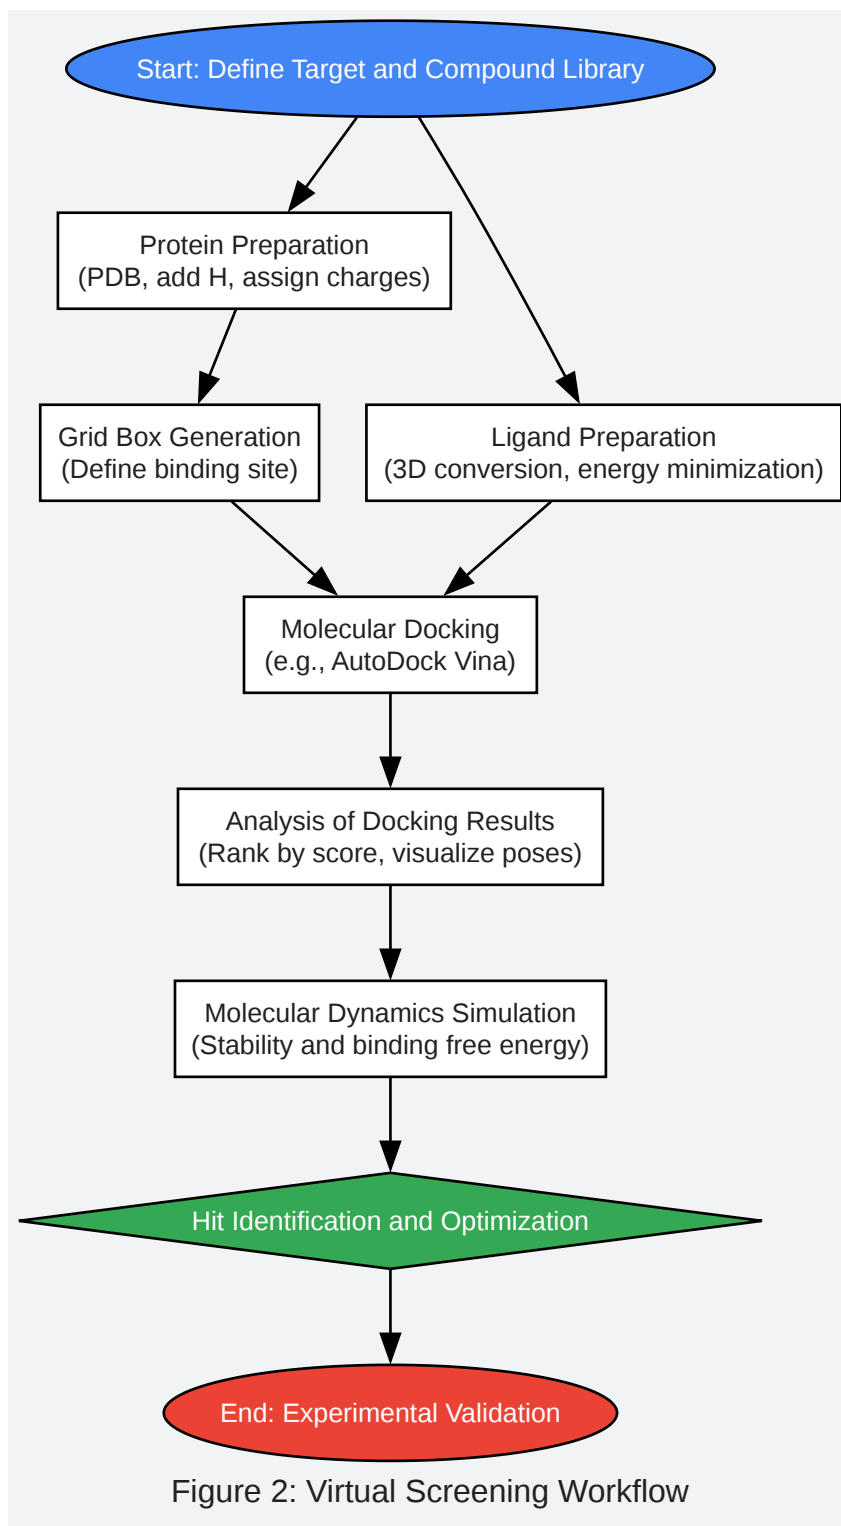 Start: Define Target and Compound Library
Protein Preparation
(PDB, add H, assign charges)
Grid Box Generation
(Define binding site)
Ligand Preparation
(3D conversion, energy minimization)
Molecular Docking
(e.g., AutoDock Vina)
Analysis of Docking Results
(Rank by score, visualize poses)
Molecular Dynamics Simulation
(Stability and binding free energy)
Hit Identification and Optimization
End: Experimental Validation
Figure 2: Virtual Screening Workflow